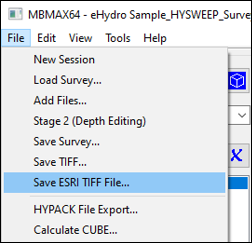 MBMAX64 - eHydro Sample_HYSWEEP_Surve
File Edit View Tools Help
New Session
Load Survey...
Add Files...
Stage 2 (Depth Editing)
Save Survey...
Save TIFF...
Save ESRI TIFF File...
HYPACK File Export...
Calculate CUBE...